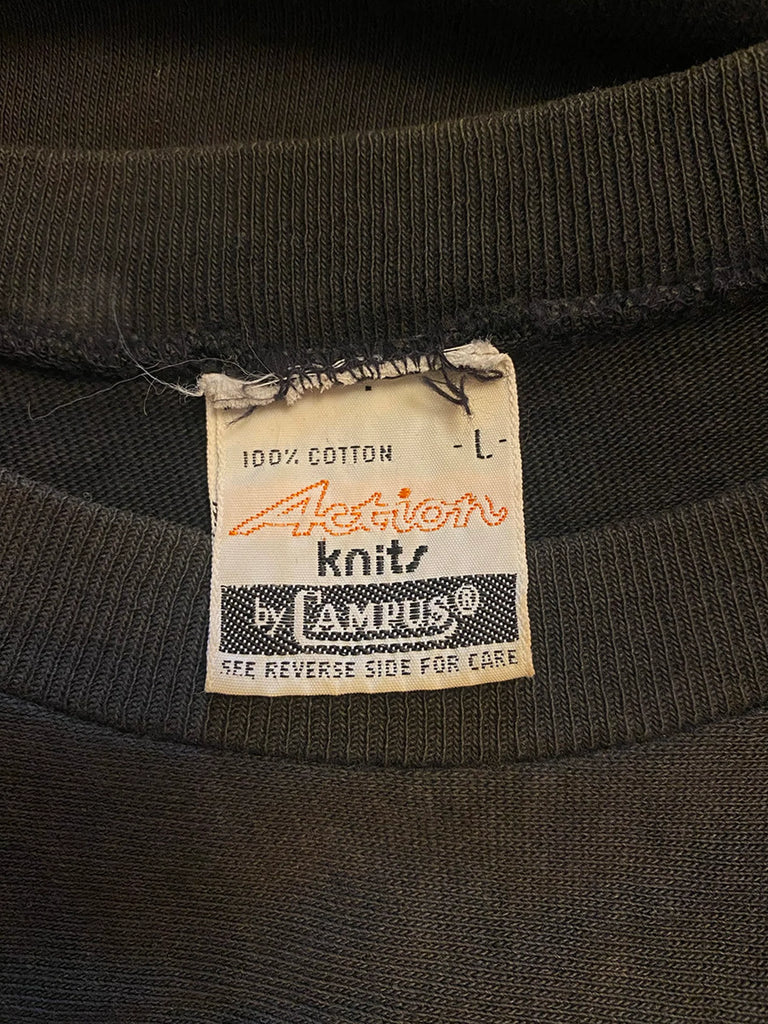 100% COTTON -L-
Action
knits
by CAMPUS®
SEE REVERSE SIDE FOR CARE